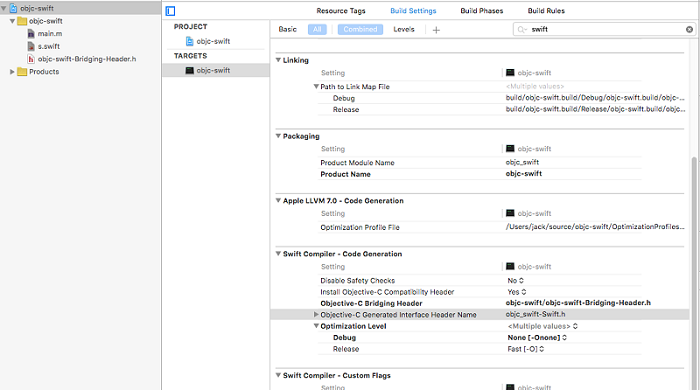 objc-swift
objc-swift
main.m
s.swift
objc-swift-Bridging-Header.h
Products
Resource Tags Build Settings Build Phases Build Rules
PROJECT
objc-swift
TARGETS
objc-swift
Basic All Combined Levels + swift
Linking
Setting objc-swift
Path to Link Map File <Multiple values>
Debug build/objc-swift.build/Debug/objc-swift.build/objc-...
Release build/objc-swift.build/Release/objc-swift.build/objc...
Packaging
Setting objc-swift
Product Module Name objc_swift
Product Name objc-swift
Apple LLVM 7.0 - Code Generation
Setting objc-swift
Optimization Profile File /Users/jack/source/objc-swift/OptimizationProfiles...
Swift Compiler - Code Generation
Setting objc-swift
Disable Safety Checks No
Install Objective-C Compatibility Header Yes
Objective-C Bridging Header objc-swift/objc-swift-Bridging-Header.h
Objective-C Generated Interface Header Name objc_swift-Swift.h
Optimization Level <Multiple values>
Debug None [-Onone]
Release Fast [-O]
Swift Compiler - Custom Flags
Setting objc-swift